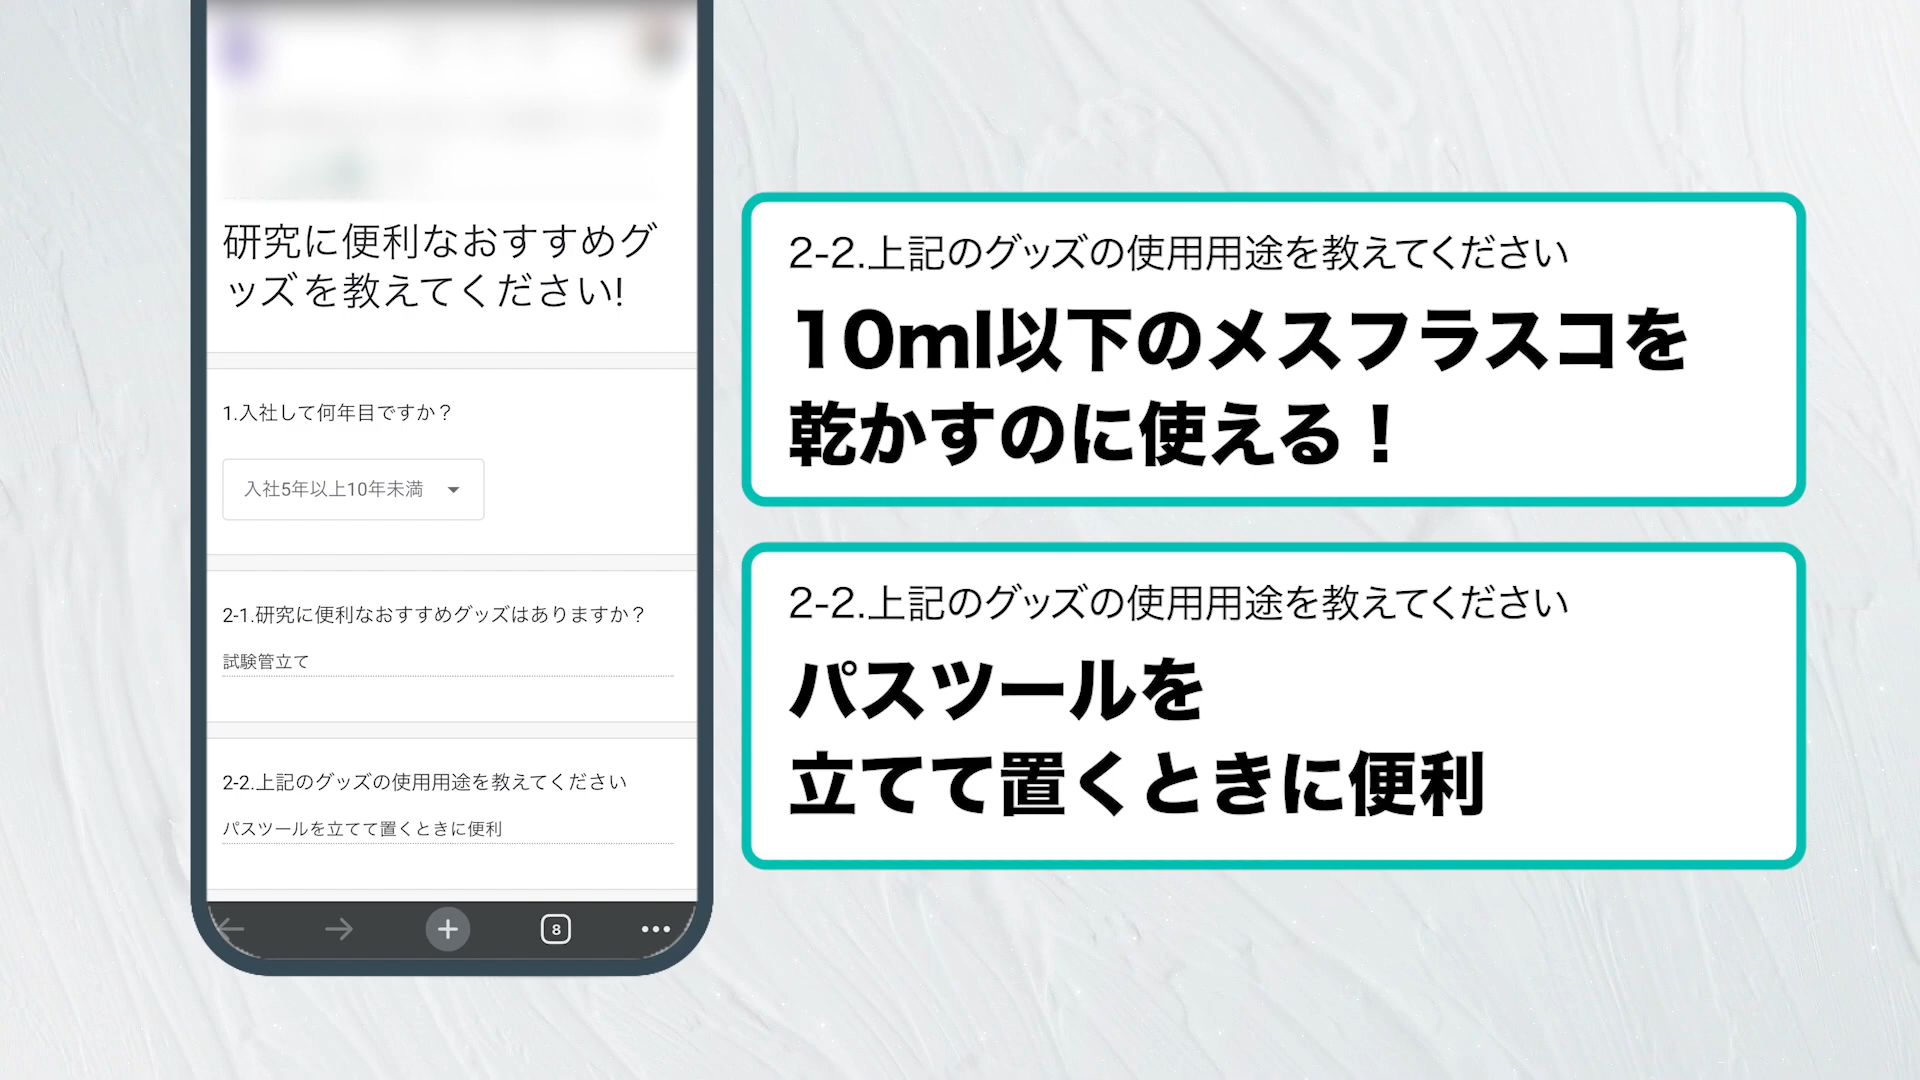 研究に便利なおすすめグ
ッズを教えてください!
1.入社して何年目ですか？
入社5年以上10年未満
2-1.研究に便利なおすすめグッズはありますか？
試験管立て
2-2.上記のグッズの使用用途を教えてください
パスツールを立てて置くときに便利
8
2-2.上記のグッズの使用用途を教えてください
10ml以下のメスフラスコを
乾かすのに使える！
2-2.上記のグッズの使用用途を教えてください
パスツールを
立てて置くときに便利